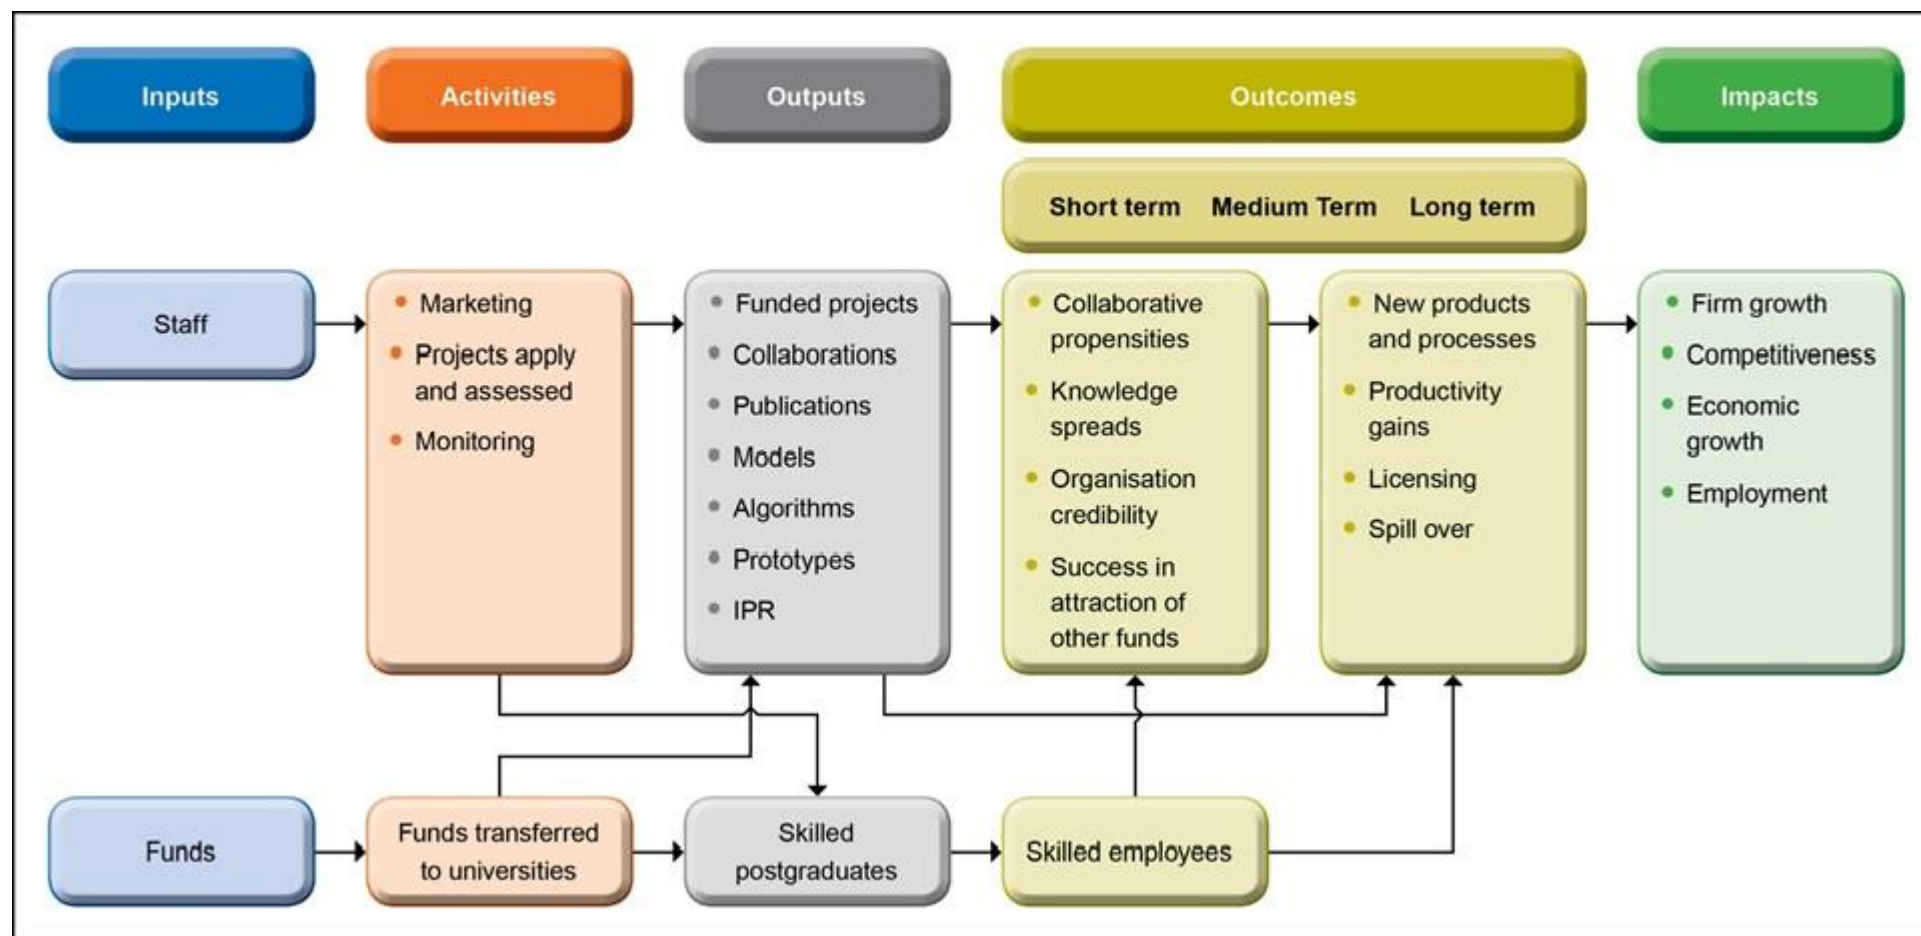 Inputs
Activities
Outputs
Outcomes
Impacts
Short term Medium Term Long term
Staff
• Marketing
• Projects apply
and assessed
• Monitoring
• Funded projects
• Collaborations
• Publications
• Models
• Algorithms
• Prototypes
• IPR
• Collaborative
propensities
• Knowledge
spreads
• Organisation
credibility
• Success in
attraction of
other funds
• New products
and processes
• Productivity
gains
• Licensing
• Spill over
• Firm growth
• Competitiveness
• Economic
growth
• Employment
Funds
Funds transferred
to universities
Skilled
postgraduates
Skilled employees